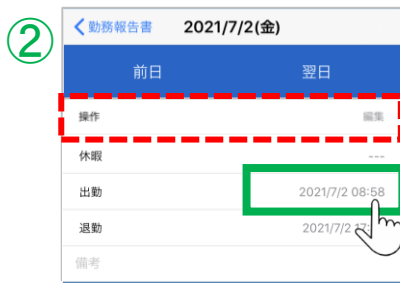 ②
勤務報告書 2021/7/2(金)
前日 翌日
操作 編集
休暇 ---
出勤 2021/7/2 08:58
退勤 2021/7/2 17:
備考